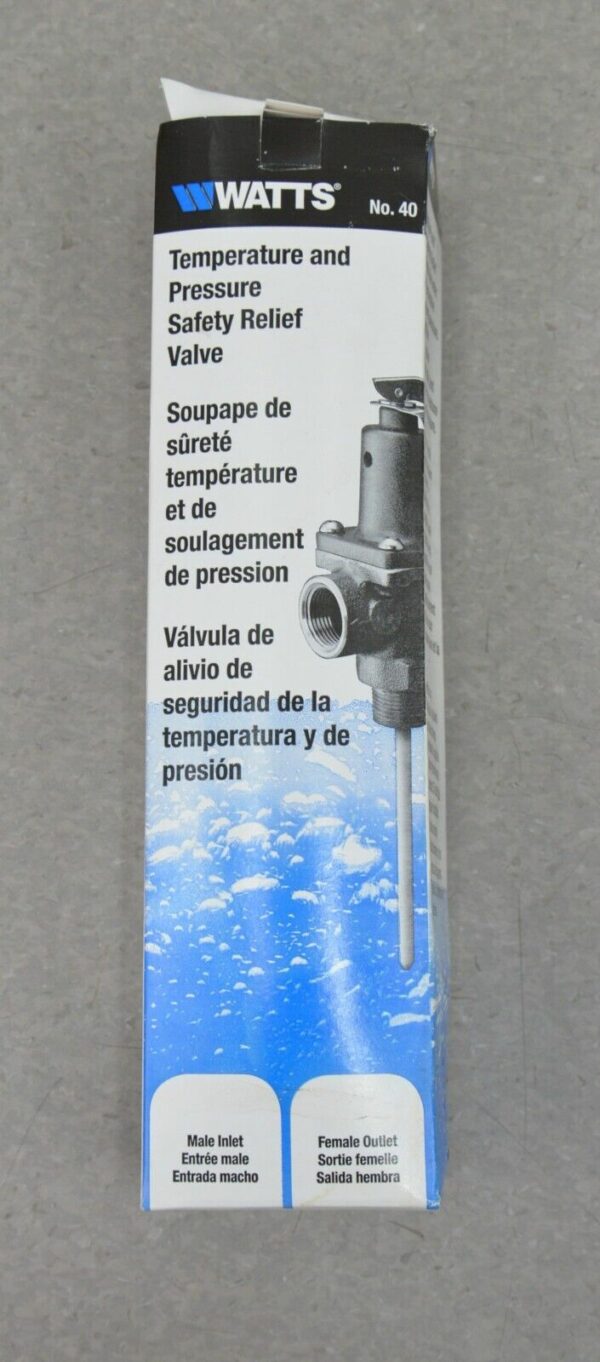 WATTS®
No. 40
Temperature and
Pressure
Safety Relief
Valve
Soupape de
sûreté
température
et de
soulagement
de pression
Válvula de
alivio de
seguridad de la
temperatura y de
presión
Male Inlet
Entrée male
Entrada macho
Female Outlet
Sortie femelle
Salida hembra